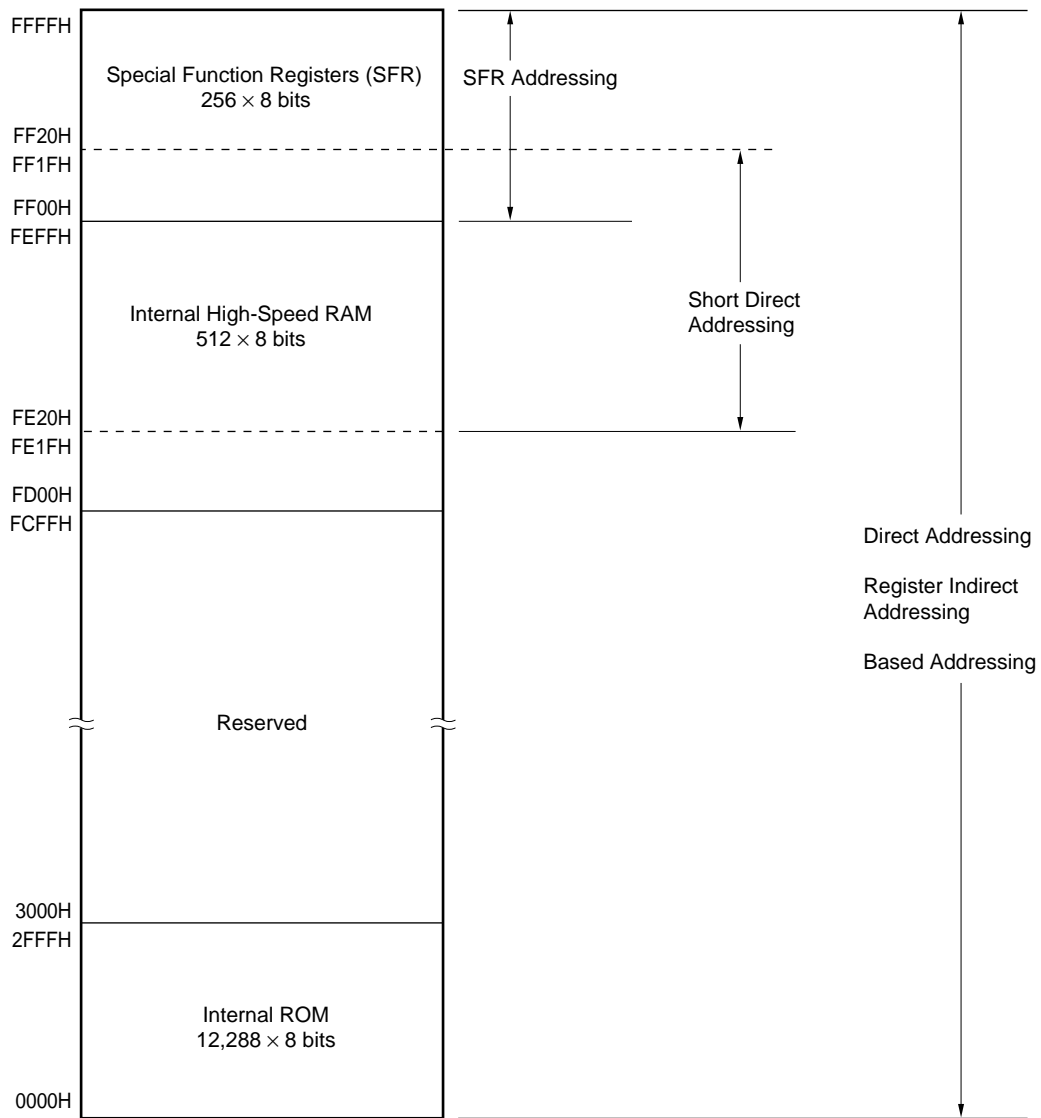 FFFFH
Special Function Registers (SFR)
256 × 8 bits
SFR Addressing
FF20H
FF1FH
FF00H
FEFFH
Internal High-Speed RAM
512 × 8 bits
Short Direct
Addressing
FE20H
FE1FH
FD00H
FCFFH
Direct Addressing
Register Indirect
Addressing
Based Addressing
Reserved
3000H
2FFFH
Internal ROM
12,288 × 8 bits
0000H